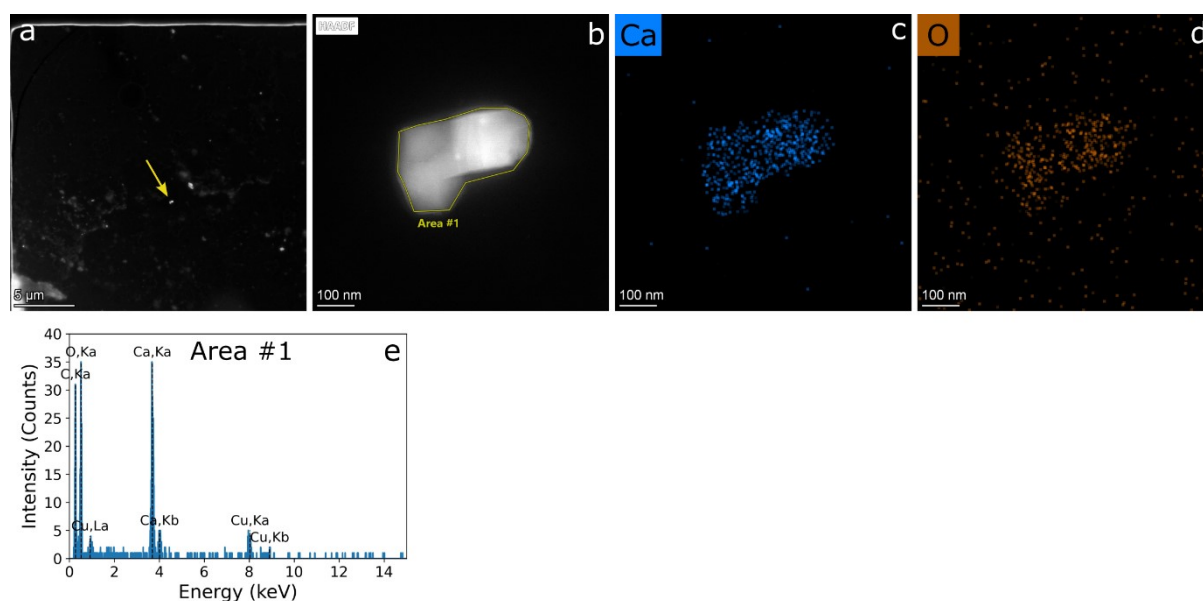 a
5 µm
HAADF
b
Area #1
100 nm
Ca
c
100 nm
O
d
100 nm
Area #1
e
40
35
30
25
20
15
10
5
0
Intensity (Counts)
O,Ka
C,Ka
Ca,Ka
Cu,La
Ca,Kb
Cu,Ka
Cu,Kb
0 2 4 6 8 10 12 14
Energy (keV)